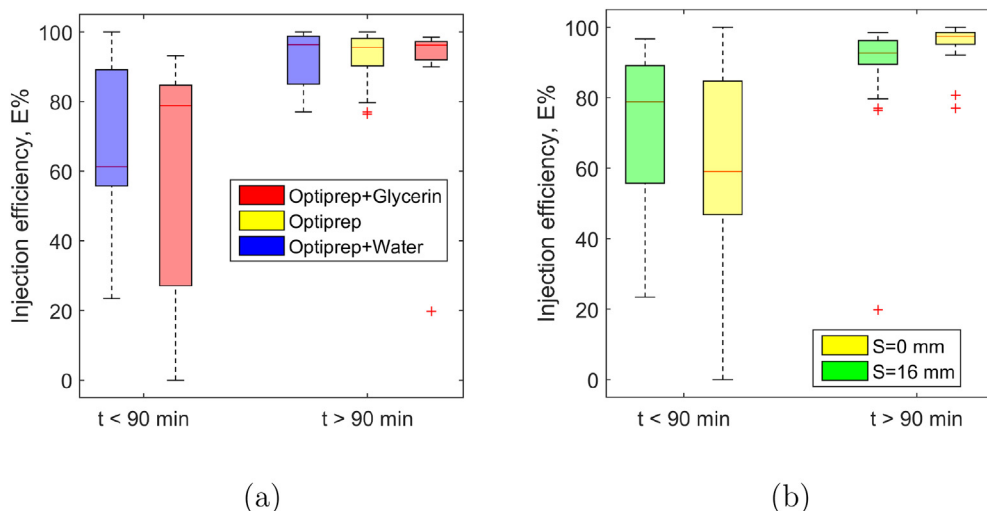 Injection efficiency, E%
100
80
60
40
20
0
t < 90 min
t > 90 min
Optiprep+Glycerin
Optiprep
Optiprep+Water
(a)
Injection efficiency, E%
100
80
60
40
20
0
t < 90 min
t > 90 min
S=0 mm
S=16 mm
(b)